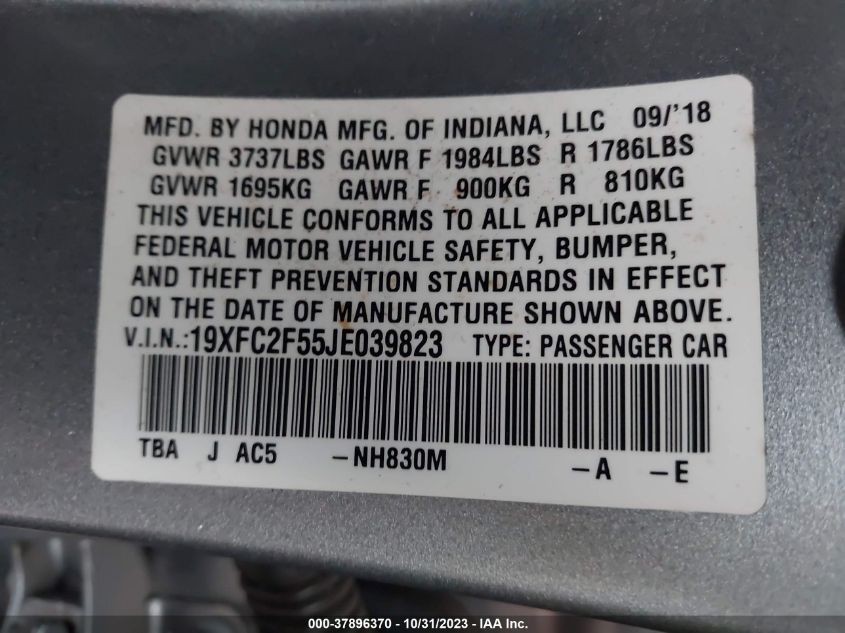 MFD. BY HONDA MFG. OF INDIANA, LLC 09/'18
GVWR 3737LBS GAWR F 1984LBS R 1786LBS
GVWR 1695KG GAWR F 900KG R 810KG
THIS VEHICLE CONFORMS TO ALL APPLICABLE
FEDERAL MOTOR VEHICLE SAFETY, BUMPER,
AND THEFT PREVENTION STANDARDS IN EFFECT
ON THE DATE OF MANUFACTURE SHOWN ABOVE.
V.I.N.:19XFC2F55JE039823 TYPE: PASSENGER CAR
TBA J AC5 -NH830M -A -E
000-37896370 - 10/31/2023 - IAA Inc.